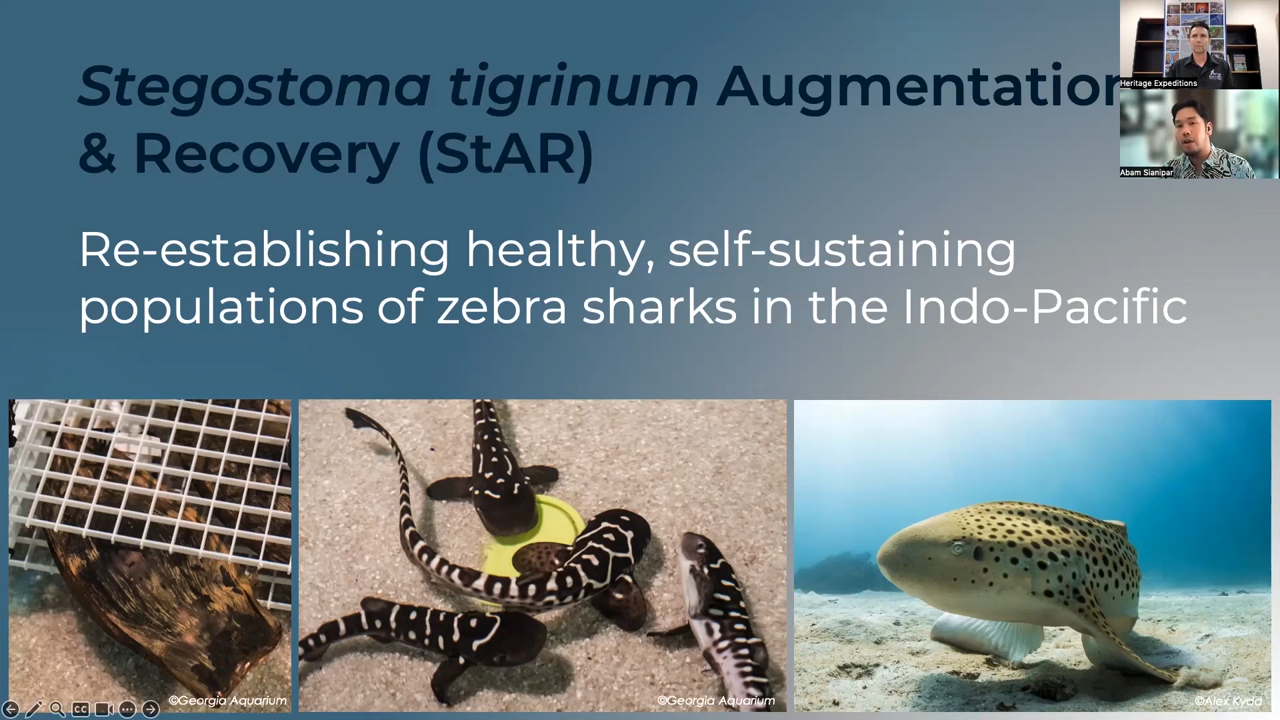 Stegostoma tigrinum Augmentation
& Recovery (StAR)
Heritage Expeditions
Abam Sianipar
Re-establishing healthy, self-sustaining
populations of zebra sharks in the Indo-Pacific
©Georgia Aquarium
©Georgia Aquarium
©Alex Kydd
CC